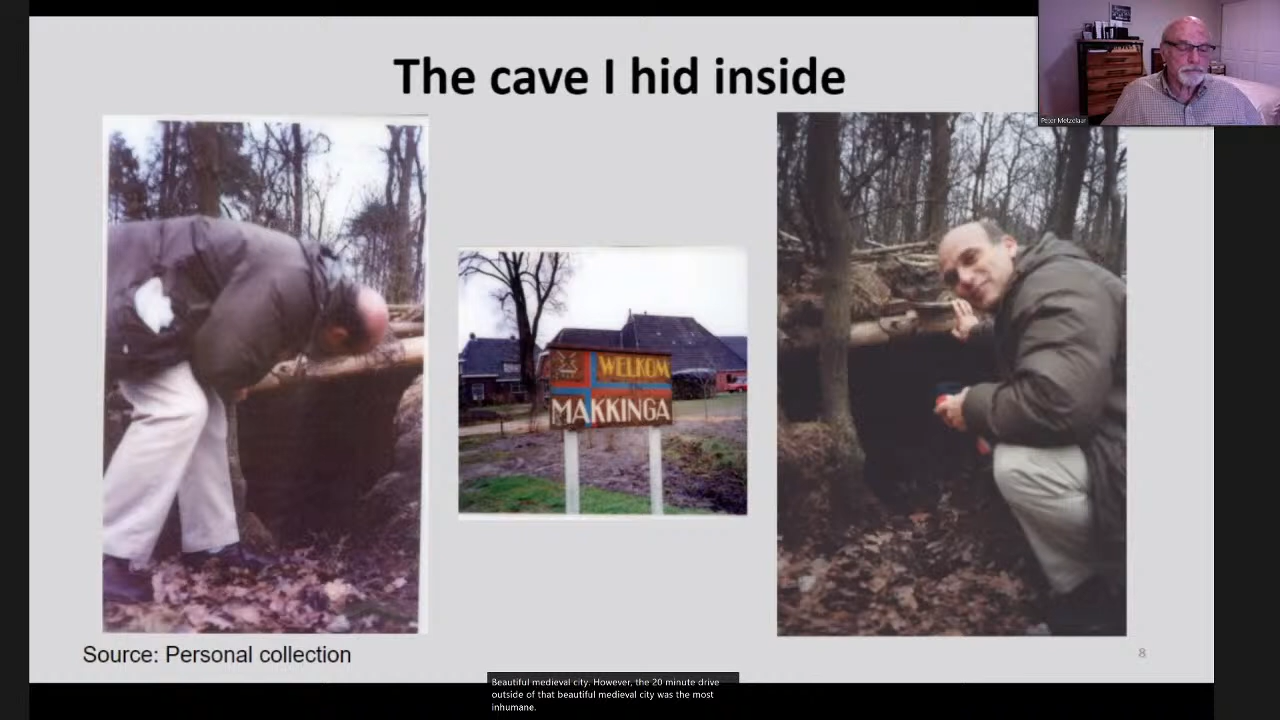 The cave I hid inside
Peter Metzelaar
WELKOM
MAKKINGA
Source: Personal collection
8
Beautiful medieval city. However, the 20 minute drive
outside of that beautiful medieval city was the most
inhumane.